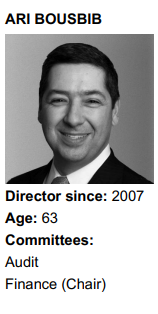 ARI BOUSBIB
Director since: 2007
Age: 63
Committees:
Audit
Finance (Chair)